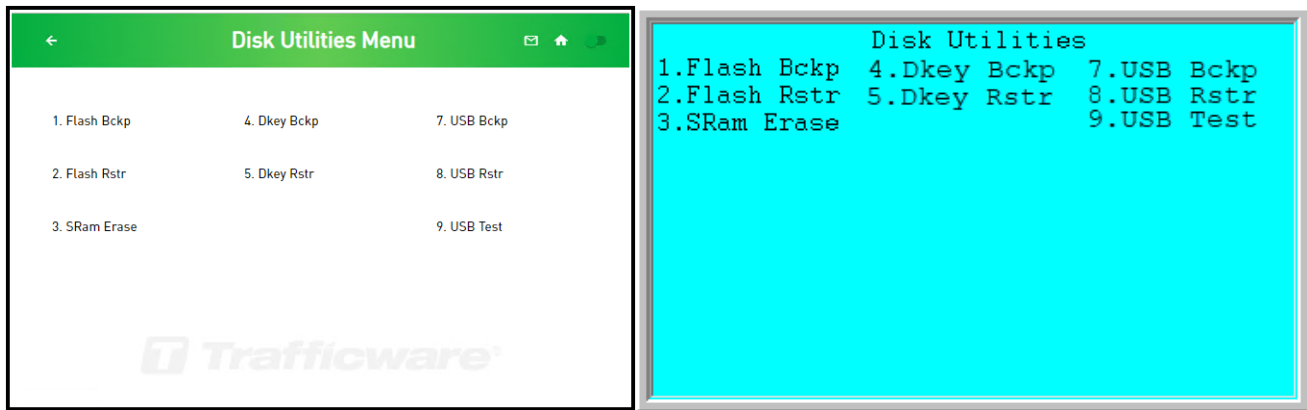 Disk Utilities Menu
1. Flash Bckp 4. Dkey Bckp 7. USB Bckp
2. Flash Rstr 5. Dkey Rstr 8. USB Rstr
3. SRam Erase 9. USB Test
T Trafficware®
Disk Utilities
1.Flash Bckp 4.Dkey Bckp 7.USB Bckp
2.Flash Rstr 5.Dkey Rstr 8.USB Rstr
3.SRam Erase 9.USB Test